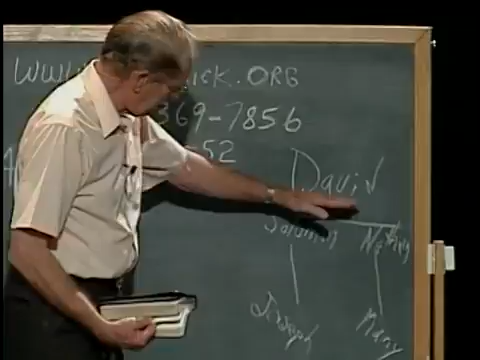 WWW ICK.ORG
369-7856
52
David
Solomon Nathan
Joseph Mary